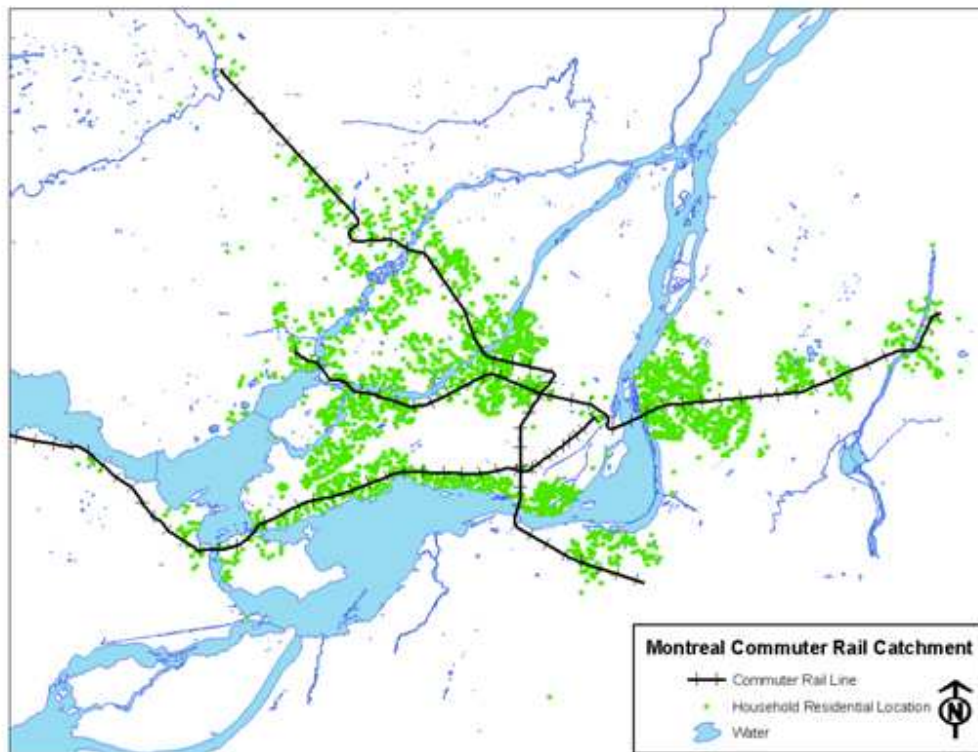 Montreal Commuter Rail Catchment
Commuter Rail Line
Household Residential Location
Water
N